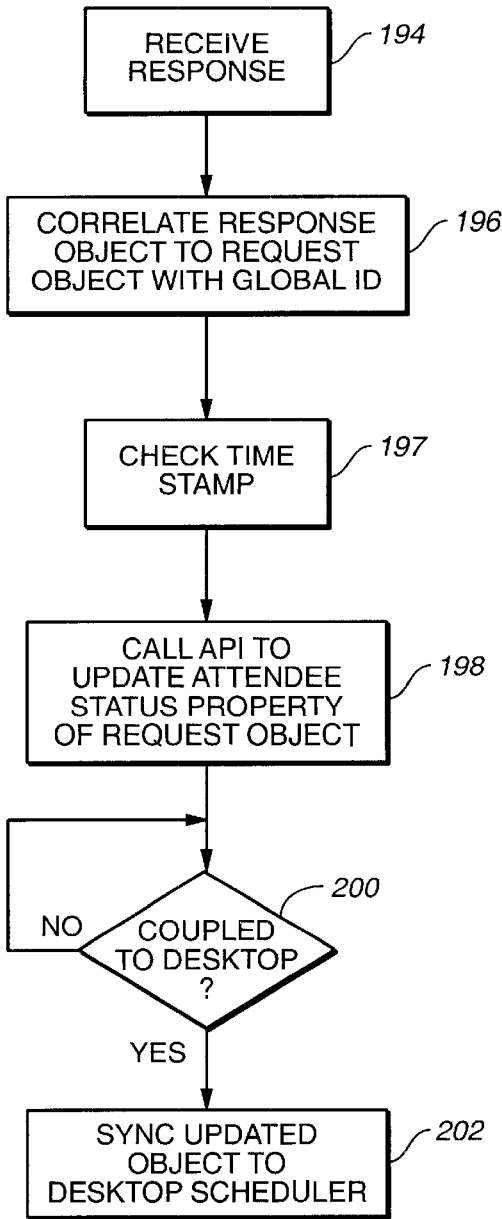 RECEIVE
RESPONSE
194
CORRELATE RESPONSE
OBJECT TO REQUEST
OBJECT WITH GLOBAL ID
196
CHECK TIME
STAMP
197
CALL API TO
UPDATE ATTENDEE
STATUS PROPERTY
OF REQUEST OBJECT
198
200
NO
COUPLED
TO DESKTOP
?
YES
SYNC UPDATED
OBJECT TO
DESKTOP SCHEDULER
202